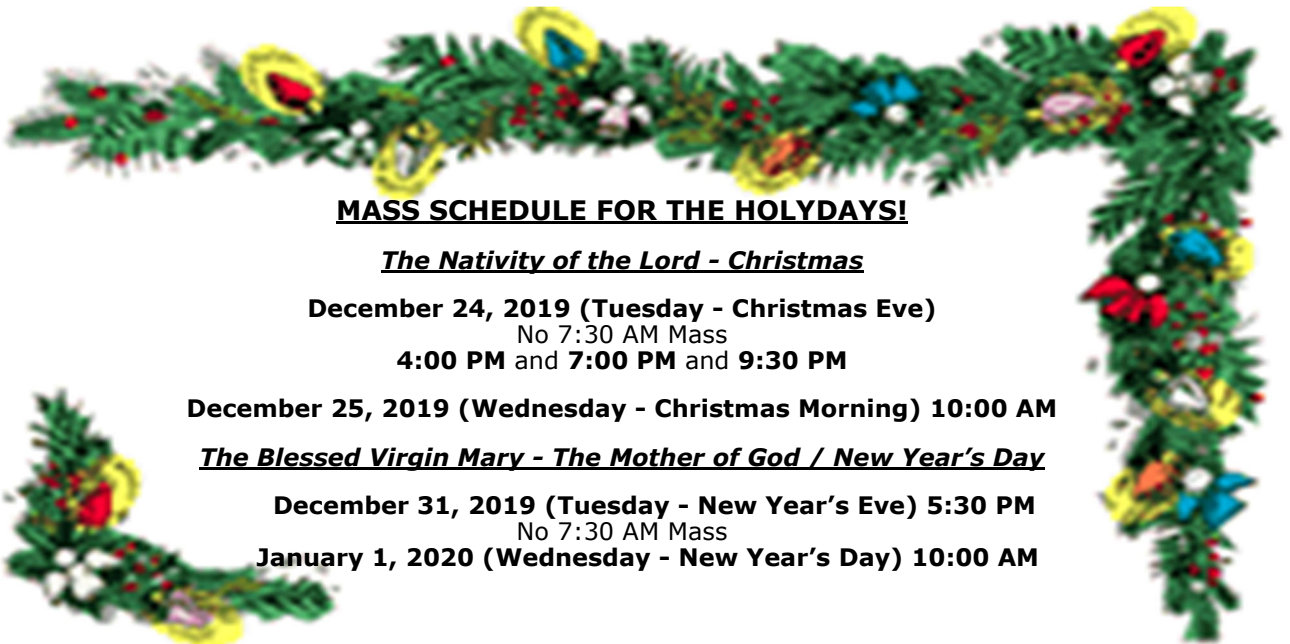 MASS SCHEDULE FOR THE HOLYDAYS!
The Nativity of the Lord - Christmas
December 24, 2019 (Tuesday - Christmas Eve)
No 7:30 AM Mass
4:00 PM and 7:00 PM and 9:30 PM
December 25, 2019 (Wednesday - Christmas Morning) 10:00 AM
The Blessed Virgin Mary - The Mother of God / New Year’s Day
December 31, 2019 (Tuesday - New Year’s Eve) 5:30 PM
No 7:30 AM Mass
January 1, 2020 (Wednesday - New Year’s Day) 10:00 AM